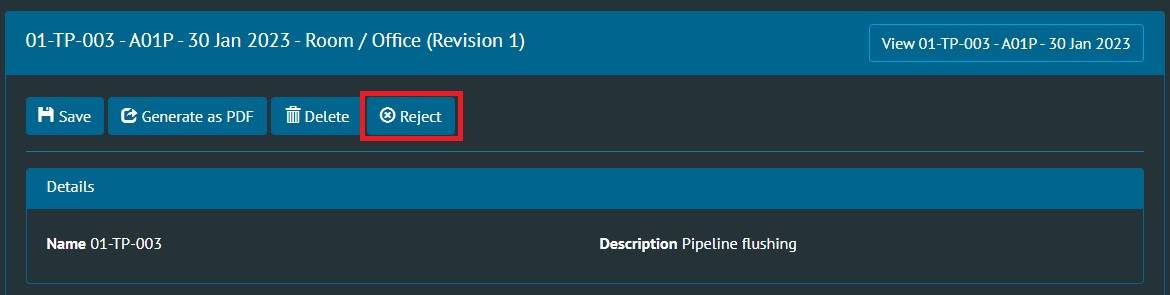 01-TP-003 - A01P - 30 Jan 2023 - Room / Office (Revision 1)
View 01-TP-003 - A01P - 30 Jan 2023
Save Generate as PDF Delete Reject
Details
Name 01-TP-003 Description Pipeline flushing